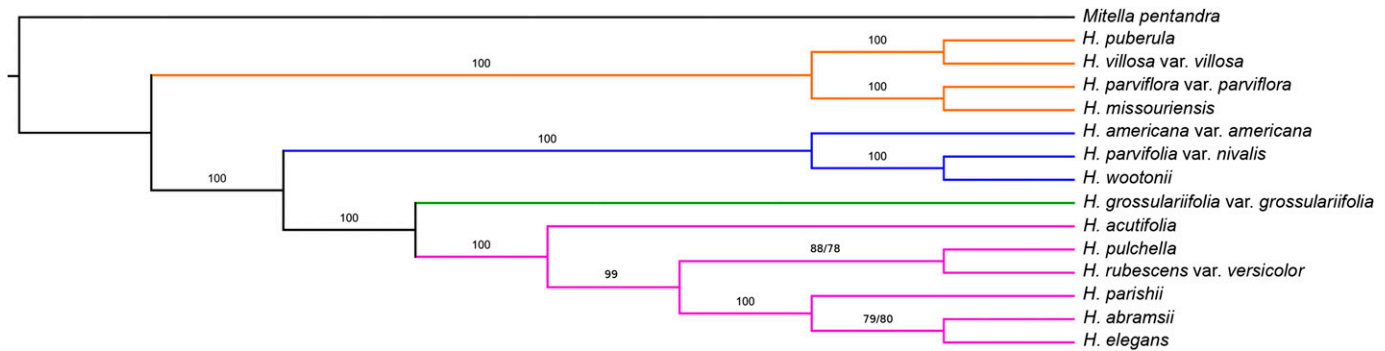 Mitella pentandra
100
H. puberula
100
H. villosa var. villosa
100
H. parviflora var. parviflora
H. missouriensis
100
H. americana var. americana
100
H. parvifolia var. nivalis
100
H. wootonii
H. grossulariifolia var. grossulariifolia
100
H. acutifolia
100
88/78
H. pulchella
99
H. rubescens var. versicolor
100
H. parishii
79/80
H. abramsii
H. elegans